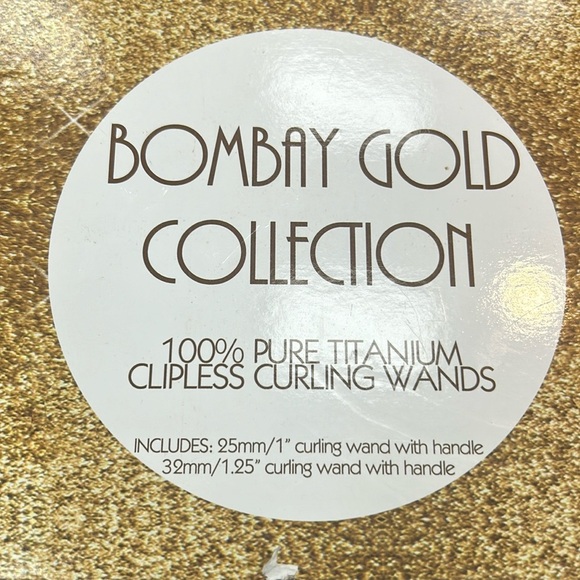 BOMBAY GOLD
COLLECTION
100% PURE TITANIUM
CLIPLESS CURLING WANDS
INCLUDES: 25mm/1" curling wand with handle
32mm/1.25" curling wand with handle